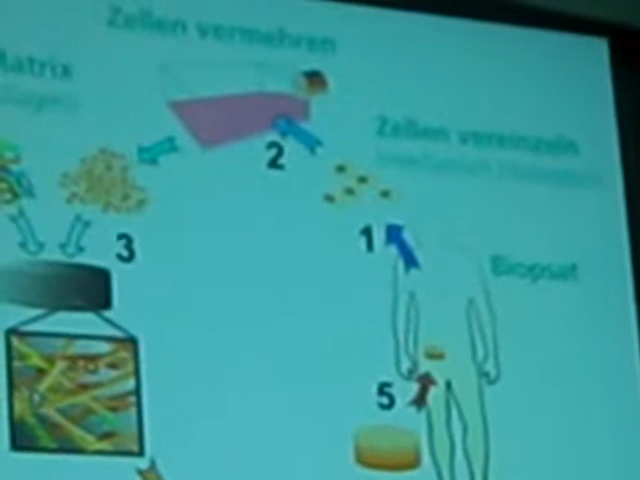 Zellen vermehren
Matrix
2
Zellen vereinzeln
3
1
Biopsat
5